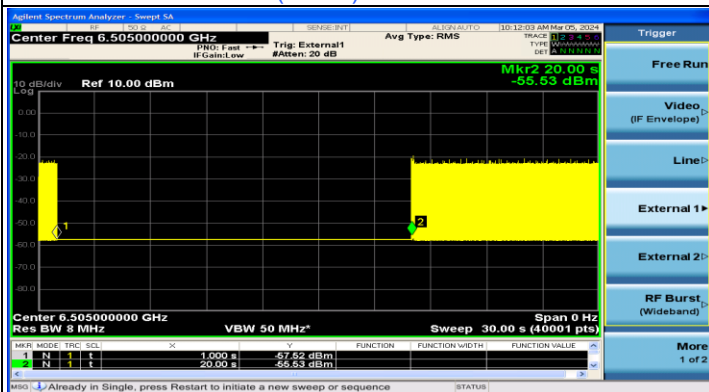 Agilent Spectrum Analyzer - Swept SA
RF 50 Ω AC SENSE:INT ALIGNAUTO 10:12:03 AM Mar 05, 2024
Center Freq 6.505000000 GHz Avg Type: RMS TRACE 1 2 3 4 5 6
PNO: Fast Trig: External1 TYPE WWWWWW
IFGain:Low #Atten: 20 dB DET A N N N N N
Mkr2 20.00 s
-55.53 dBm
10 dB/div Ref 10.00 dBm
Log
0.00
-10.0
-20.0
-30.0
-40.0
-50.0
-60.0
-70.0
-80.0
1
2
Center 6.505000000 GHz Span 0 Hz
Res BW 8 MHz VBW 50 MHz* Sweep 30.00 s (40001 pts)
MKR MODE TRC SCL X Y FUNCTION FUNCTION WIDTH FUNCTION VALUE
1 N 1 t 1.000 s -57.52 dBm
2 N 1 t 20.00 s -55.53 dBm
MSG Already in Single, press Restart to initiate a new sweep or sequence STATUS
Trigger
Free Run
Video
(IF Envelope)
Line
External 1
External 2
RF Burst
(Wideband)
More
1 of 2